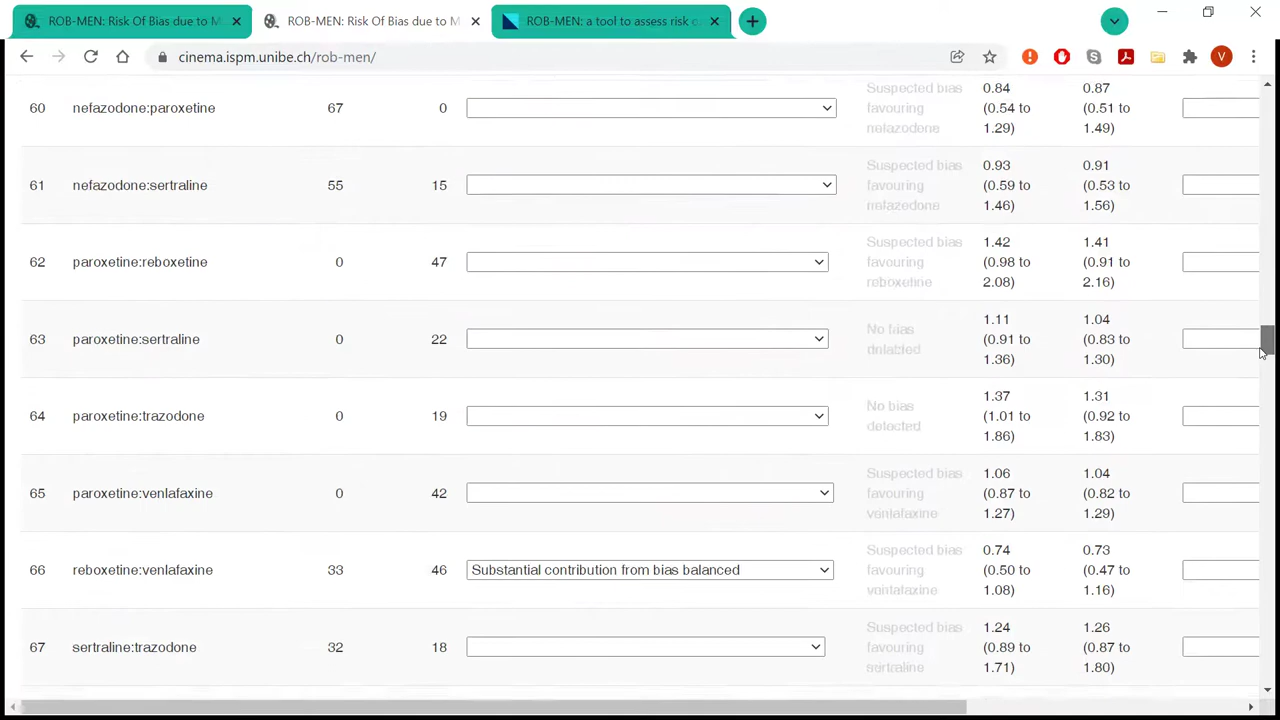 ROB-MEN: Risk Of Bias due to M
ROB-MEN: Risk Of Bias due to M
ROB-MEN: a tool to assess risk o
cinema.ispm.unibe.ch/rob-men/
V
60 nefazodone:paroxetine 67 0 Suspected bias favouring nefazodone 0.84 (0.54 to 1.29) 0.87 (0.51 to 1.49)
61 nefazodone:sertraline 55 15 Suspected bias favouring nefazodone 0.93 (0.59 to 1.46) 0.91 (0.53 to 1.56)
62 paroxetine:reboxetine 0 47 Suspected bias favouring reboxetine 1.42 (0.98 to 2.08) 1.41 (0.91 to 2.16)
63 paroxetine:sertraline 0 22 No bias detected 1.11 (0.91 to 1.36) 1.04 (0.83 to 1.30)
64 paroxetine:trazodone 0 19 No bias detected 1.37 (1.01 to 1.86) 1.31 (0.92 to 1.83)
65 paroxetine:venlafaxine 0 42 Suspected bias favouring venlafaxine 1.06 (0.87 to 1.27) 1.04 (0.82 to 1.29)
66 reboxetine:venlafaxine 33 46 Substantial contribution from bias balanced Suspected bias favouring venlafaxine 0.74 (0.50 to 1.08) 0.73 (0.47 to 1.16)
67 sertraline:trazodone 32 18 Suspected bias favouring sertraline 1.24 (0.89 to 1.71) 1.26 (0.87 to 1.80)